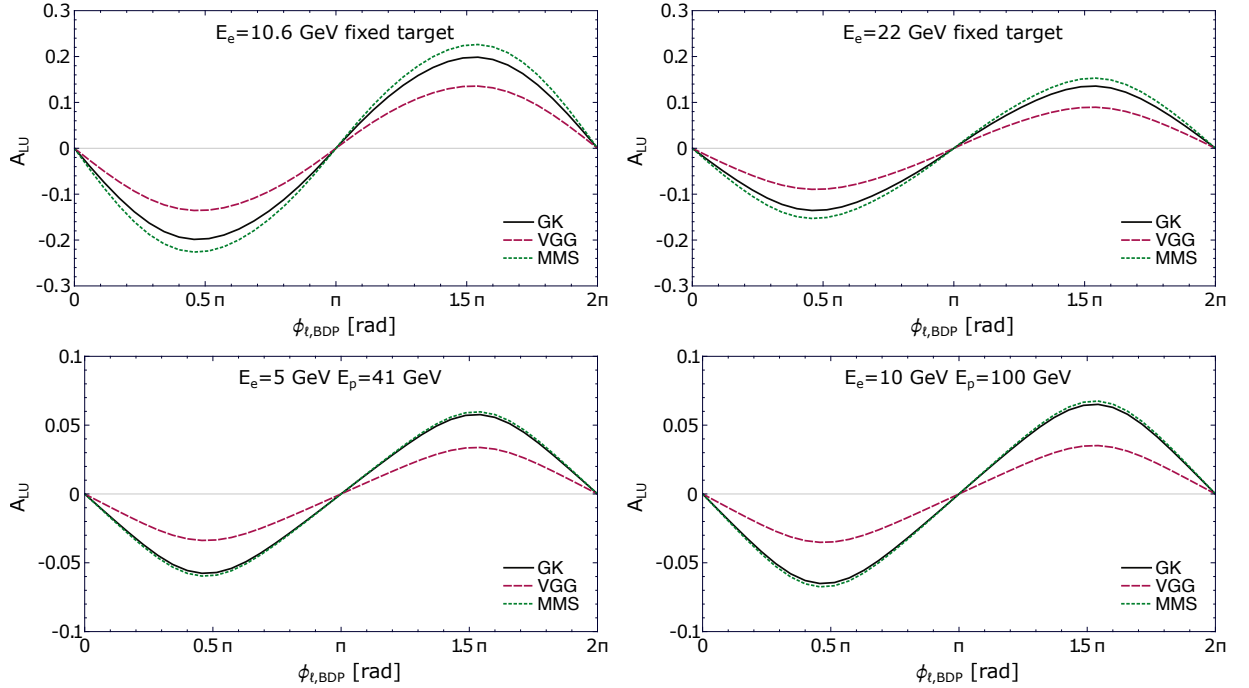 E_e=10.6 GeV fixed target
0.3
0.2
0.1
0
-0.1
-0.2
-0.3
A_LU
GK
VGG
MMS
0
0.5 π
π
1.5 π
2π
ϕ_ℓ,BDP [rad]
E_e=22 GeV fixed target
0.3
0.2
0.1
0
-0.1
-0.2
-0.3
A_LU
GK
VGG
MMS
0
0.5 π
π
1.5 π
2π
ϕ_ℓ,BDP [rad]
E_e=5 GeV E_p=41 GeV
0.1
0.05
0
-0.05
-0.1
A_LU
GK
VGG
MMS
0
0.5 π
π
1.5 π
2π
ϕ_ℓ,BDP [rad]
E_e=10 GeV E_p=100 GeV
0.1
0.05
0
-0.05
-0.1
A_LU
GK
VGG
MMS
0
0.5 π
π
1.5 π
2π
ϕ_ℓ,BDP [rad]